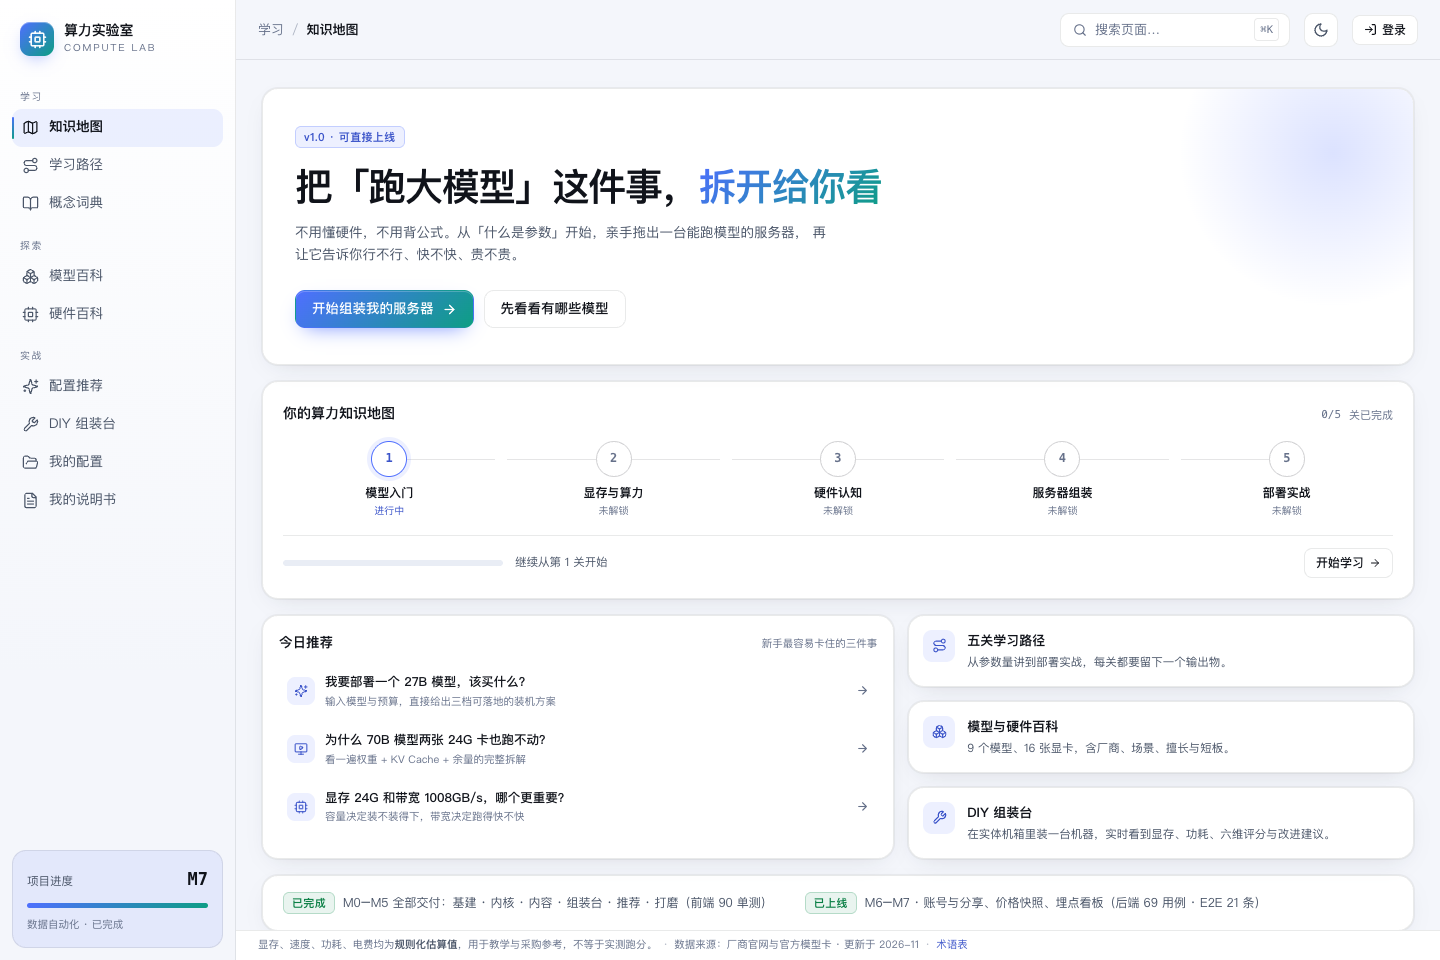 算力实验室
COMPUTE LAB
学习
知识地图
学习路径
概念词典
探索
模型百科
硬件百科
实战
配置推荐
DIY 组装台
我的配置
我的说明书
项目进度 M7
数据自动化 · 已完成
学习 / 知识地图
搜索页面... ⌘K
登录
v1.0 · 可直接上线
把「跑大模型」这件事，拆开给你看
不用懂硬件，不用背公式。从「什么是参数」开始，亲手拖出一台能跑模型的服务器， 再
让它告诉你行不行、快不快、贵不贵。
开始组装我的服务器 →
先看看有哪些模型
你的算力知识地图
0/5 关已完成
1 2 3 4 5
模型入门 显存与算力 硬件认知 服务器组装 部署实战
进行中 未解锁 未解锁 未解锁 未解锁
继续从第 1 关开始
开始学习 →
今日推荐
新手最容易卡住的三件事
我要部署一个 27B 模型，该买什么？
输入模型与预算，直接给出三档可落地的装机方案
为什么 70B 模型两张 24G 卡也跑不动？
看一遍权重 + KV Cache + 余量的完整拆解
显存 24G 和带宽 1008GB/s，哪个更重要？
容量决定装不装得下，带宽决定跑得快不快
五关学习路径
从参数量讲到部署实战，每关都要留下一个输出物。
模型与硬件百科
9 个模型、16 张显卡，含厂商、场景、擅长与短板。
DIY 组装台
在实体机箱里装一台机器，实时看到显存、功耗、六维评分与改进建议。
已完成 M0—M5 全部交付：基建 · 内核 · 内容 · 组装台 · 推荐 · 打磨（前端 90 单测）
已上线 M6—M7 · 账号与分享、价格快照、埋点看板（后端 69 用例 · E2E 21 条）
显存、速度、功耗、电费均为规则化估算值，用于教学与采购参考，不等于实测跑分。 · 数据来源：厂商官网与官方模型卡 · 更新于 2026-11 · 术语表